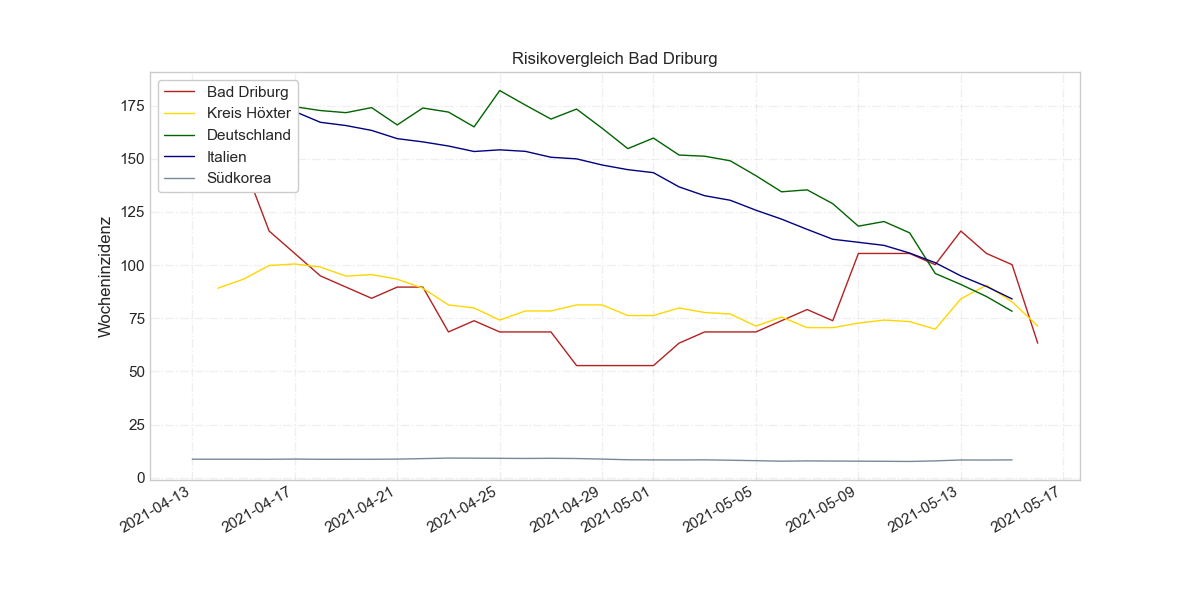 Risikovergleich Bad Driburg
Bad Driburg
Kreis Höxter
Deutschland
Italien
Südkorea
Wocheninzidenz
175
150
125
100
75
50
25
0
2021-04-13
2021-04-17
2021-04-21
2021-04-25
2021-04-29
2021-05-01
2021-05-05
2021-05-09
2021-05-13
2021-05-17